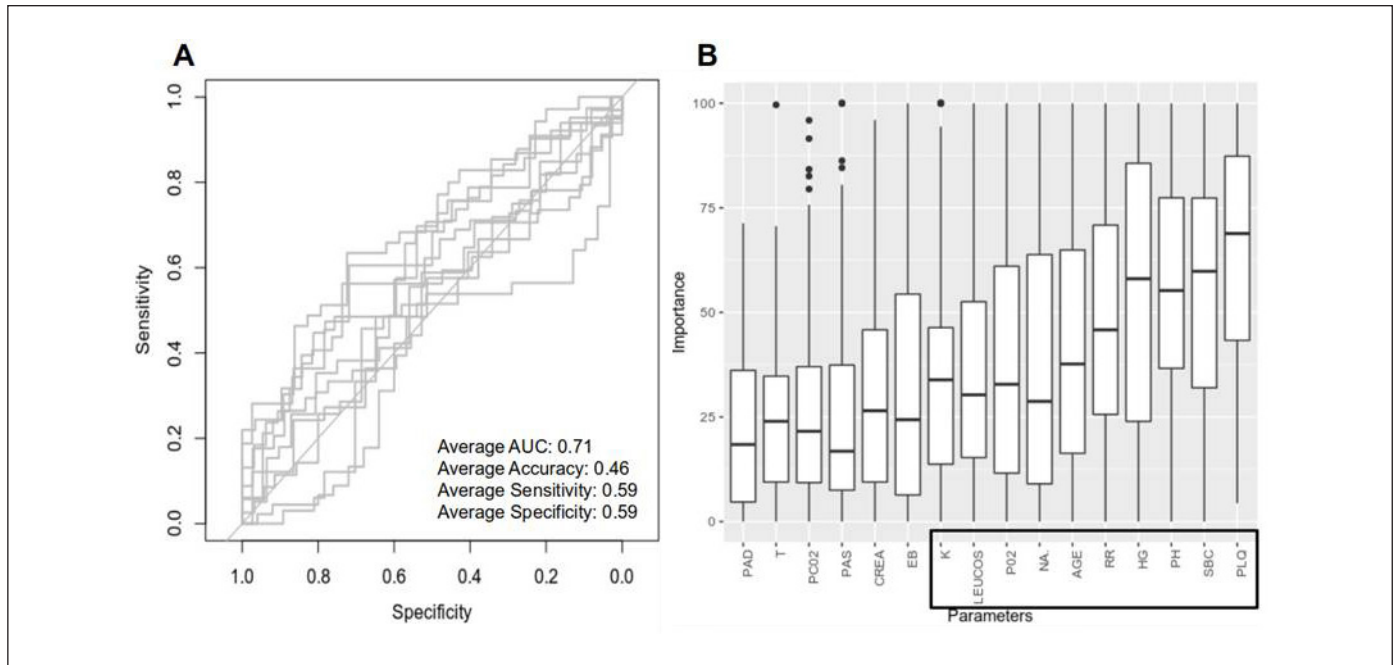 A
1.0
0.8
0.6
0.4
0.2
0.0
Sensitivity
Average AUC: 0.71
Average Accuracy: 0.46
Average Sensitivity: 0.59
Average Specificity: 0.59
1.0 0.8 0.6 0.4 0.2 0.0
Specificity
B
100
75
50
25
0
Importance
PAD
T
PC02
PAS
CREA
EB
K
LEUCOS
P02
NA.
AGE
RR
HG
PH
SBC
PLQ
Parameters